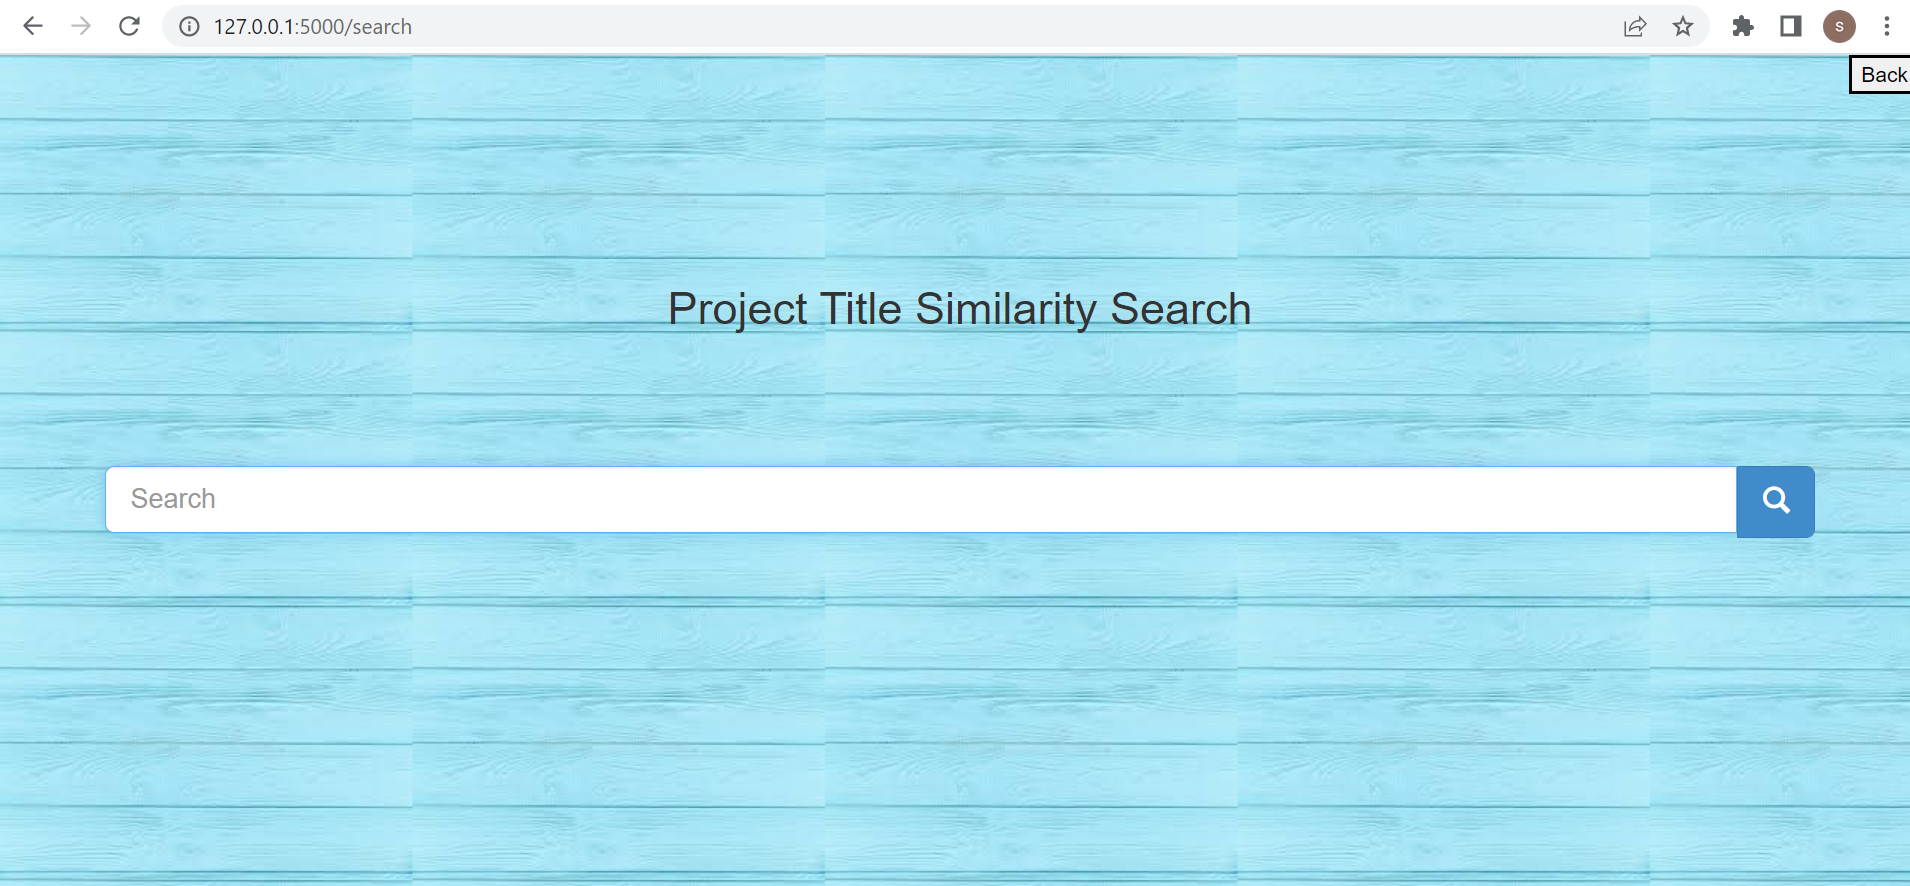 127.0.0.1:5000/search
S
Back
Project Title Similarity Search
Search